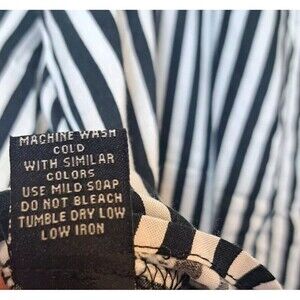 MACHINE WASH
COLD
WITH SIMILAR
COLORS
USE MILD SOAP
DO NOT BLEACH
TUMBLE DRY LOW
LOW IRON